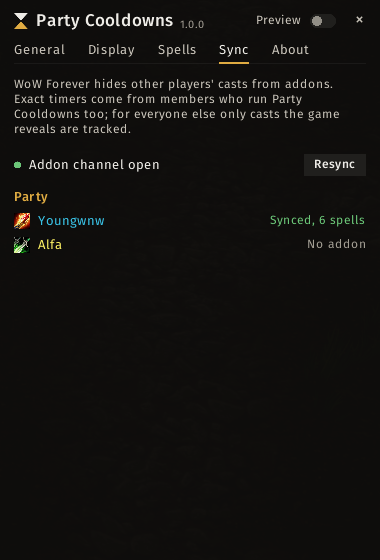 Party Cooldowns 1.0.0 Preview ×
General Display Spells Sync About
WoW Forever hides other players' casts from addons.
Exact timers come from members who run Party
Cooldowns too; for everyone else only casts the game
reveals are tracked.
Addon channel open Resync
Party
Youngwnw Synced, 6 spells
Alfa No addon